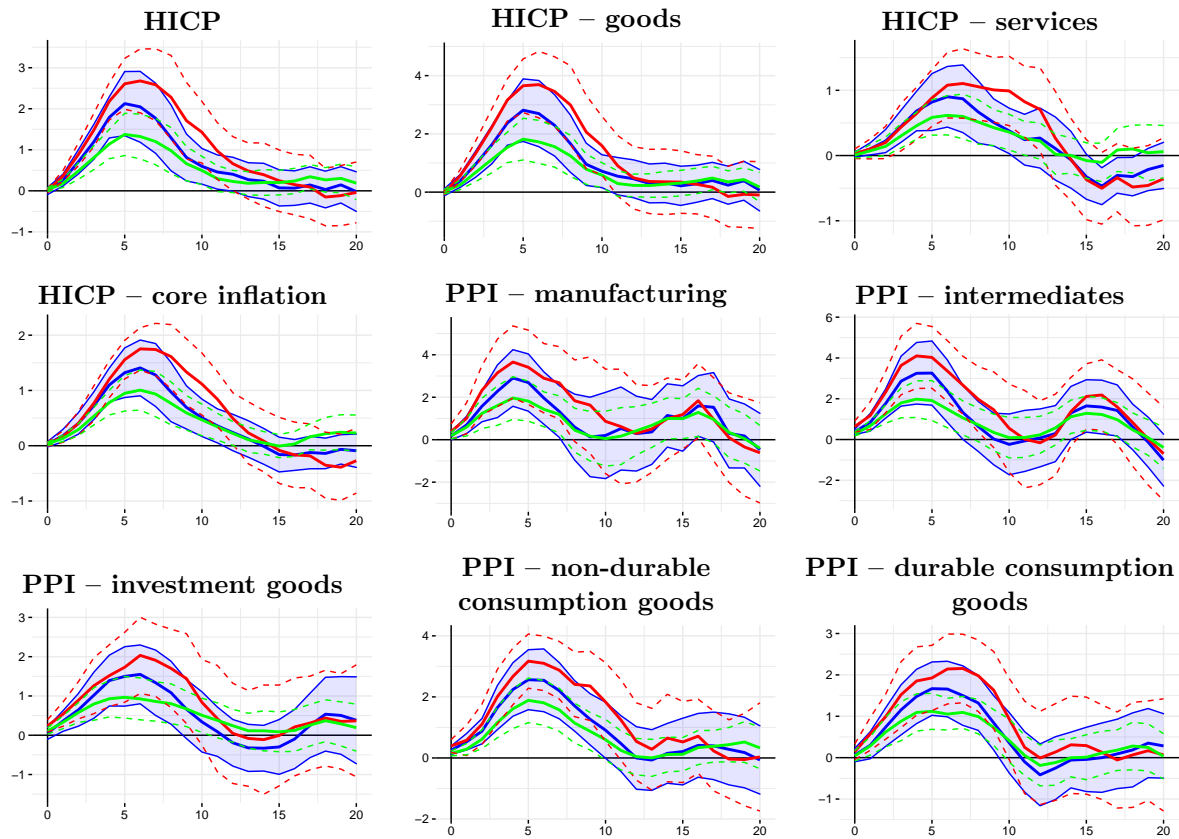 HICP
3
2
1
0
−1
0 5 10 15 20
HICP – goods
4
2
0
0 5 10 15 20
HICP – services
1
0
−1
0 5 10 15 20
HICP – core inflation
2
1
0
−1
0 5 10 15 20
PPI – manufacturing
4
2
0
−2
0 5 10 15 20
PPI – intermediates
6
4
2
0
−2
0 5 10 15 20
PPI – investment goods
3
2
1
0
−1
0 5 10 15 20
PPI – non-durable
consumption goods
4
2
0
−2
0 5 10 15 20
PPI – durable consumption
goods
3
2
1
0
−1
0 5 10 15 20